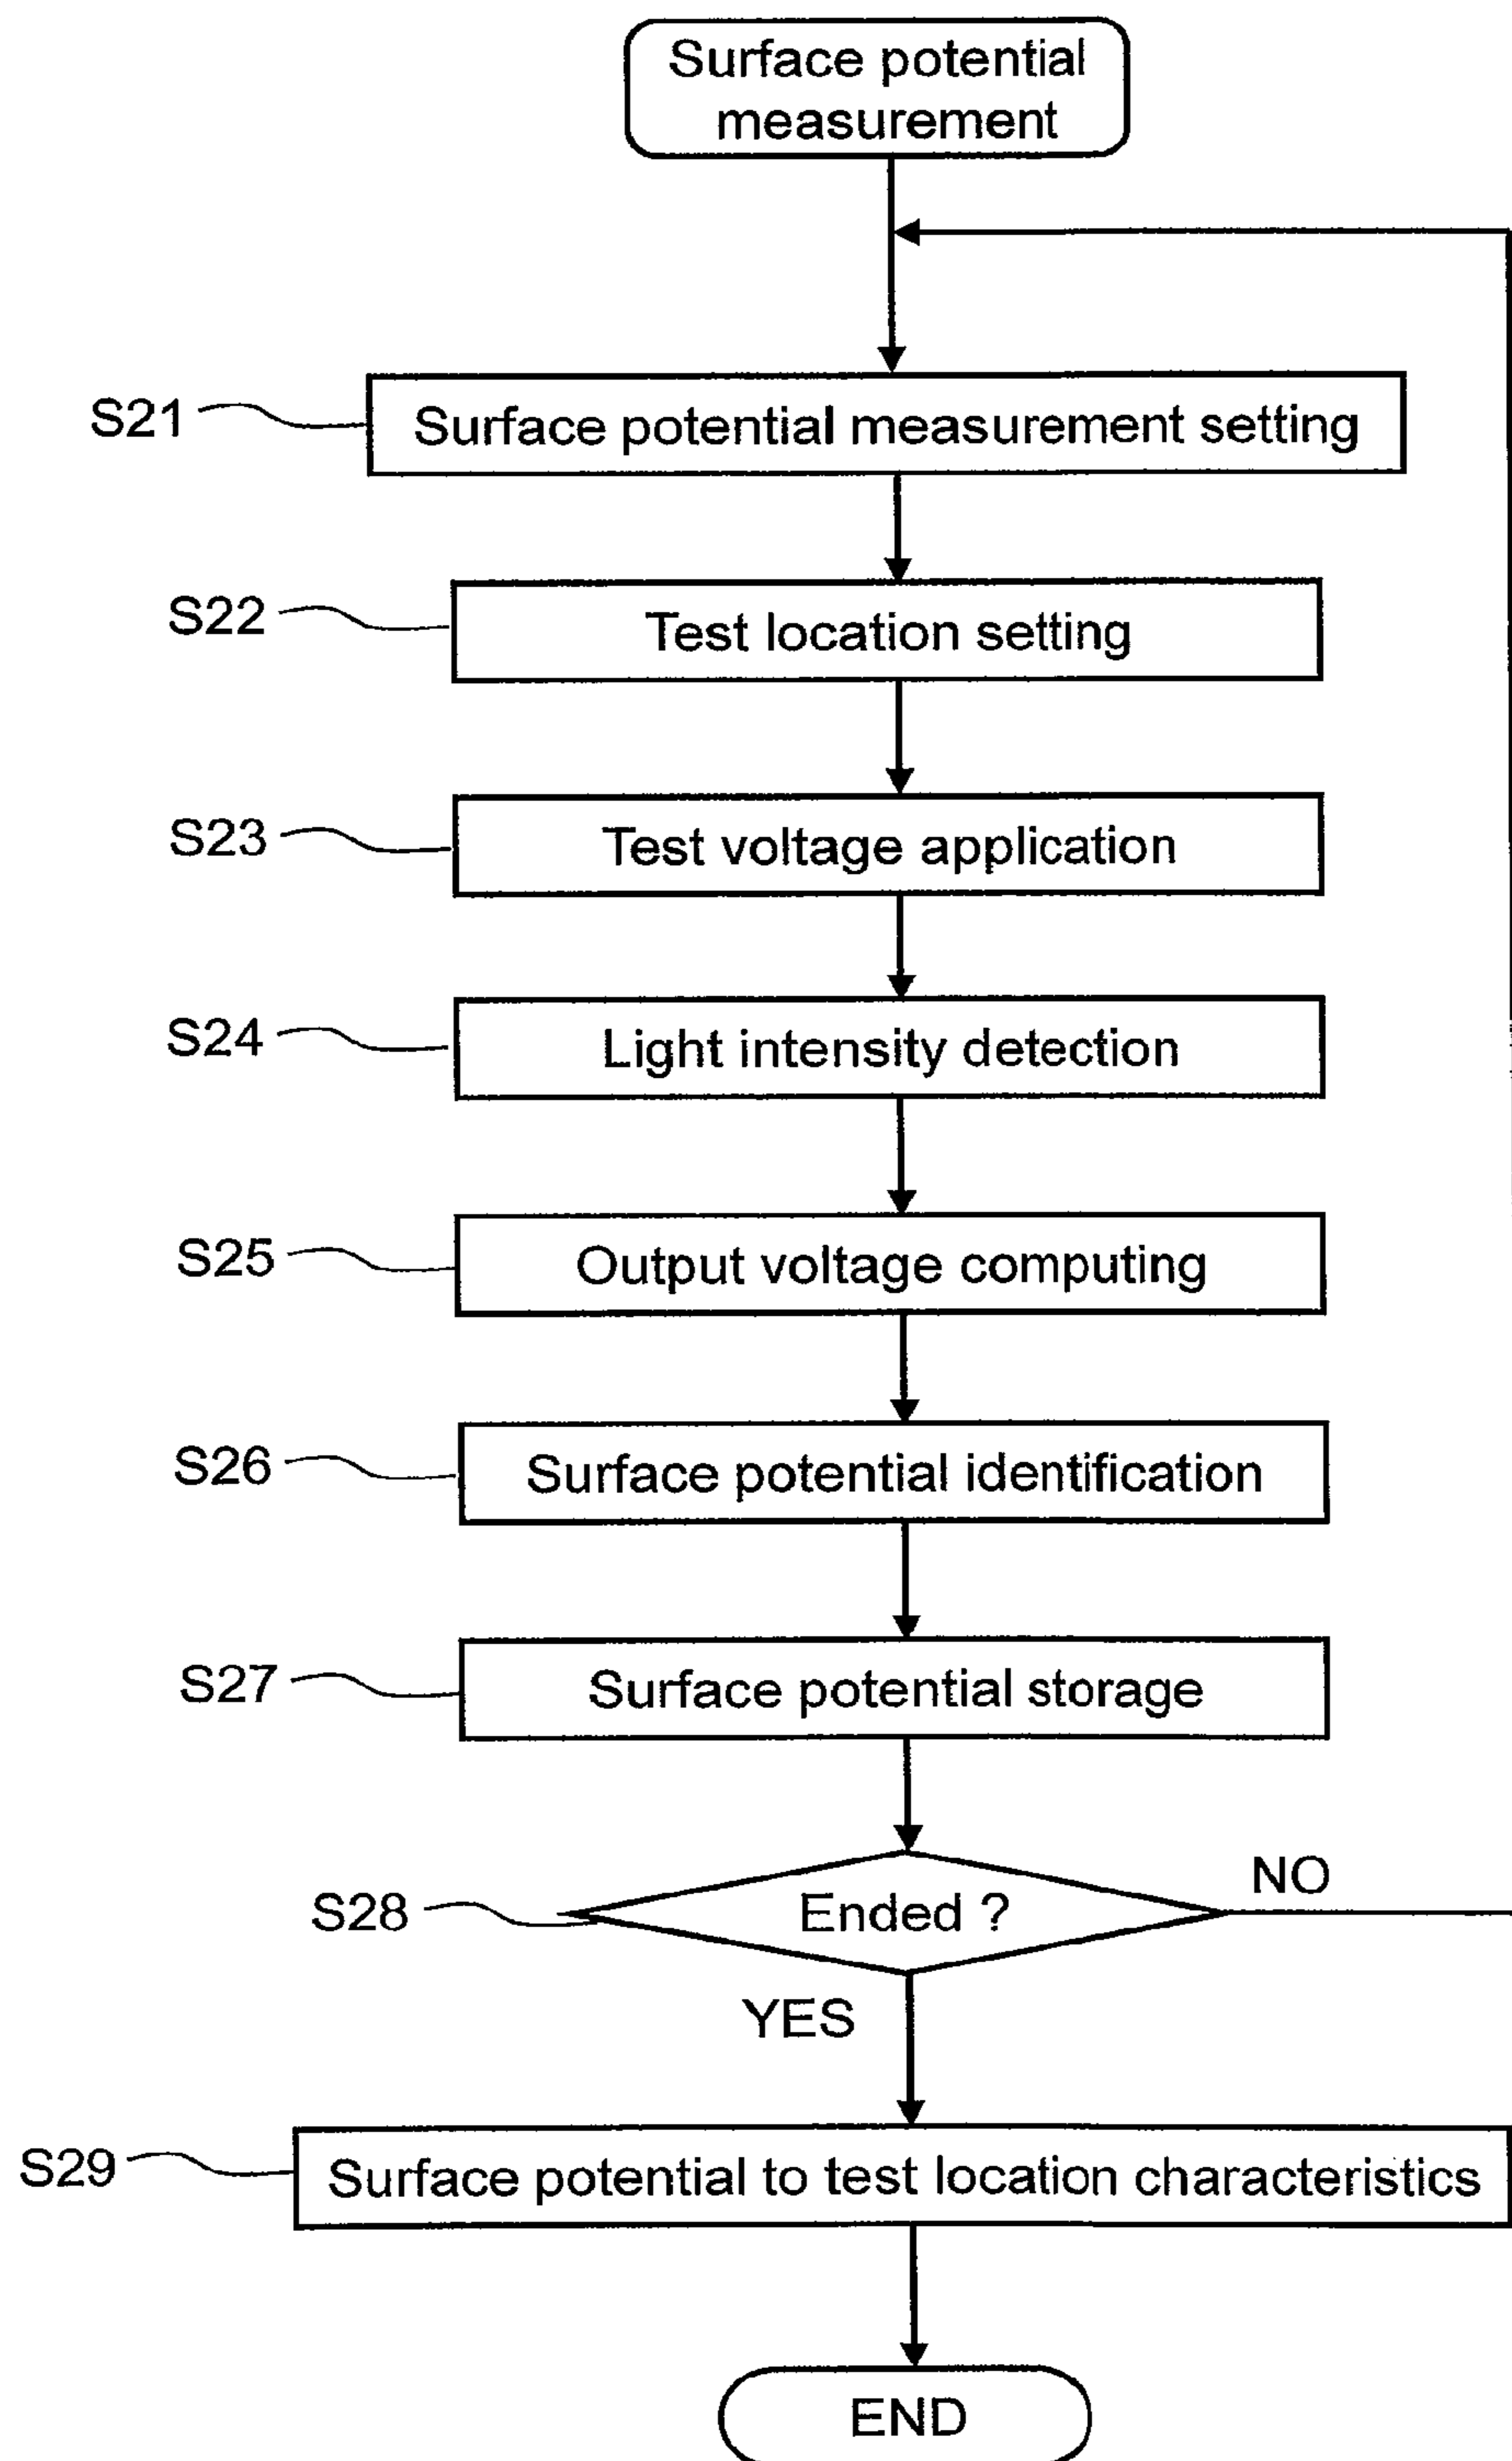 Surface potential
measurement
S21
Surface potential measurement setting
S22
Test location setting
S23
Test voltage application
S24
Light intensity detection
S25
Output voltage computing
S26
Surface potential identification
S27
Surface potential storage
S28
Ended ?
NO
YES
S29
Surface potential to test location characteristics
END